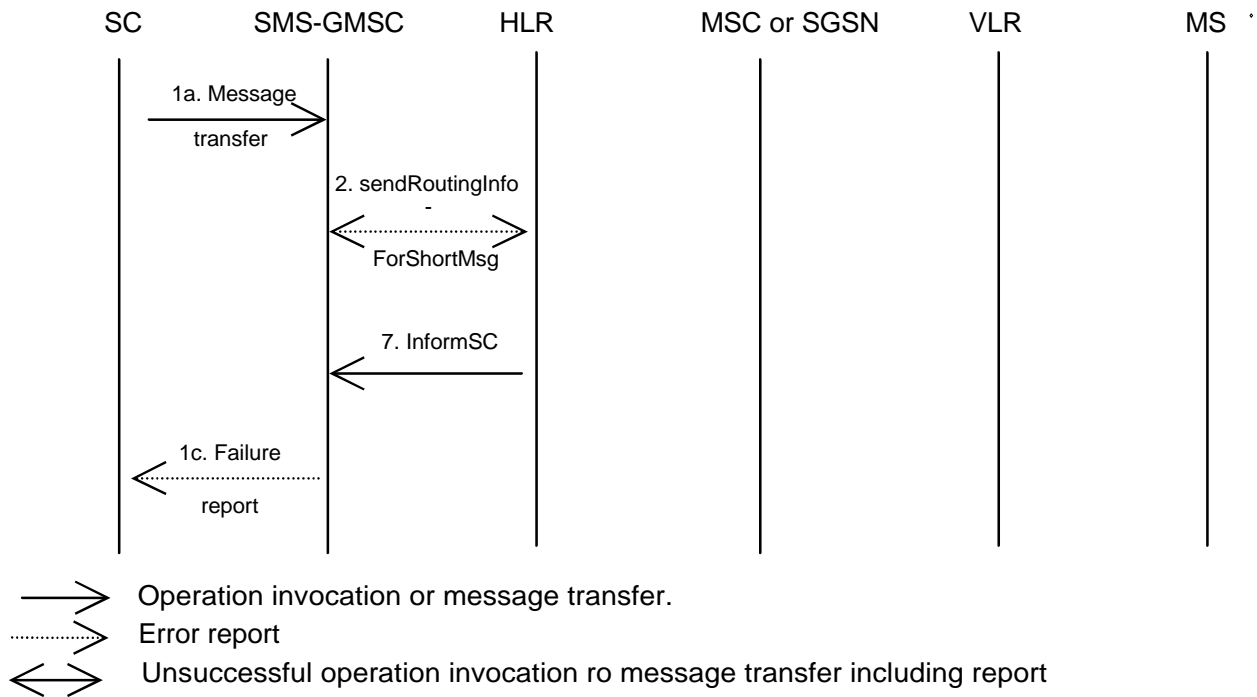 SC SMS-GMSC HLR MSC or SGSN VLR MS
1a. Message
transfer
2. sendRoutingInfo
-
ForShortMsg
7. InformSC
1c. Failure
report
Operation invocation or message transfer.
Error report
Unsuccessful operation invocation ro message transfer including report